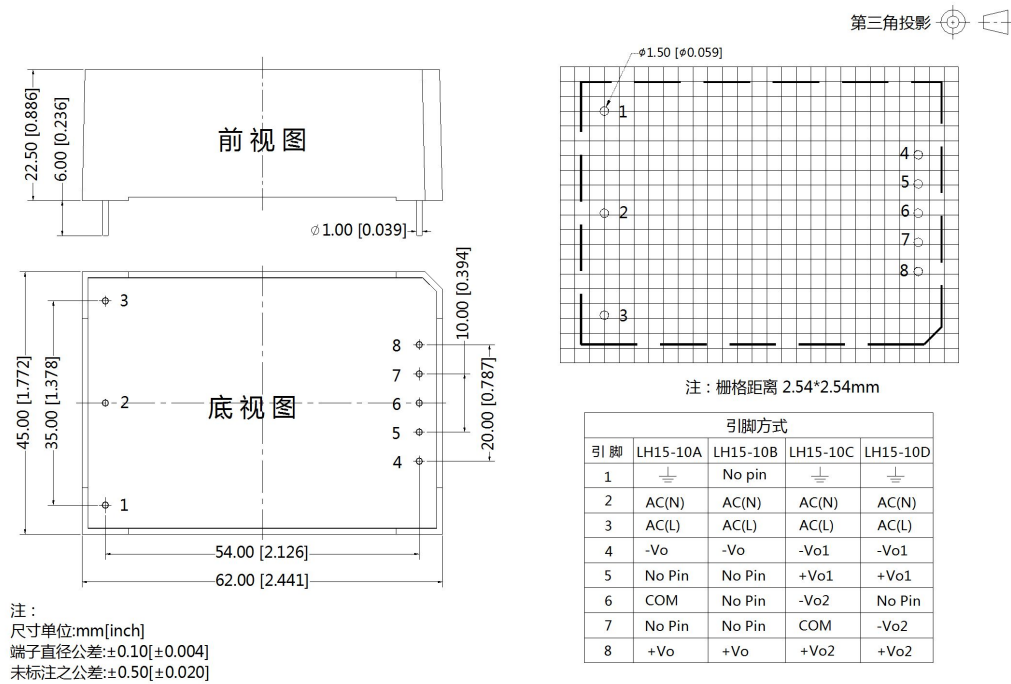 第三角投影
⌀1.50 [⌀0.059]
22.50 [0.886]
6.00 [0.236]
前视图
⌀1.00 [0.039]
1
2
3
4
5
6
7
8
45.00 [1.772]
35.00 [1.378]
3
2
1
底视图
8
7
6
5
4
10.00 [0.394]
20.00 [0.787]
54.00 [2.126]
62.00 [2.441]
注：栅格距离 2.54*2.54mm
引脚方式
引 脚 LH15-10A LH15-10B LH15-10C LH15-10D
1 ⏚ No pin ⏚ ⏚
2 AC(N) AC(N) AC(N) AC(N)
3 AC(L) AC(L) AC(L) AC(L)
4 -Vo -Vo -Vo1 -Vo1
5 No Pin No Pin +Vo1 +Vo1
6 COM No Pin -Vo2 No Pin
7 No Pin No Pin COM -Vo2
8 +Vo +Vo +Vo2 +Vo2
注：
尺寸单位:mm[inch]
端子直径公差:±0.10[±0.004]
未标注之公差:±0.50[±0.020]